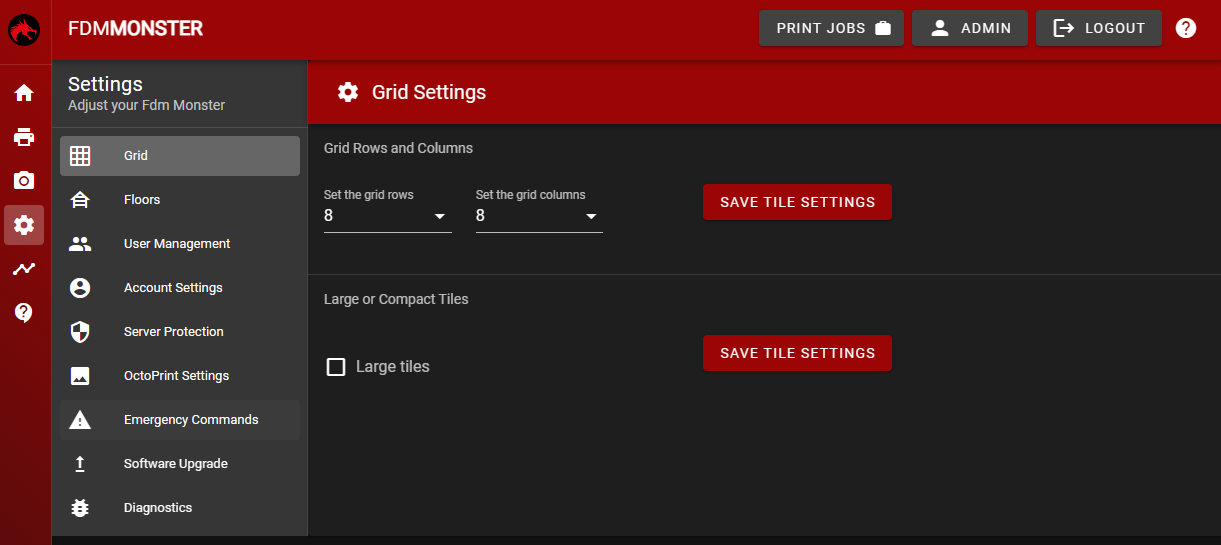 FDMMONSTER
PRINT JOBS
ADMIN
LOGOUT
Settings
Adjust your Fdm Monster
Grid
Floors
User Management
Account Settings
Server Protection
OctoPrint Settings
Emergency Commands
Software Upgrade
Diagnostics
Grid Settings
Grid Rows and Columns
Set the grid rows
8
Set the grid columns
8
SAVE TILE SETTINGS
Large or Compact Tiles
Large tiles
SAVE TILE SETTINGS